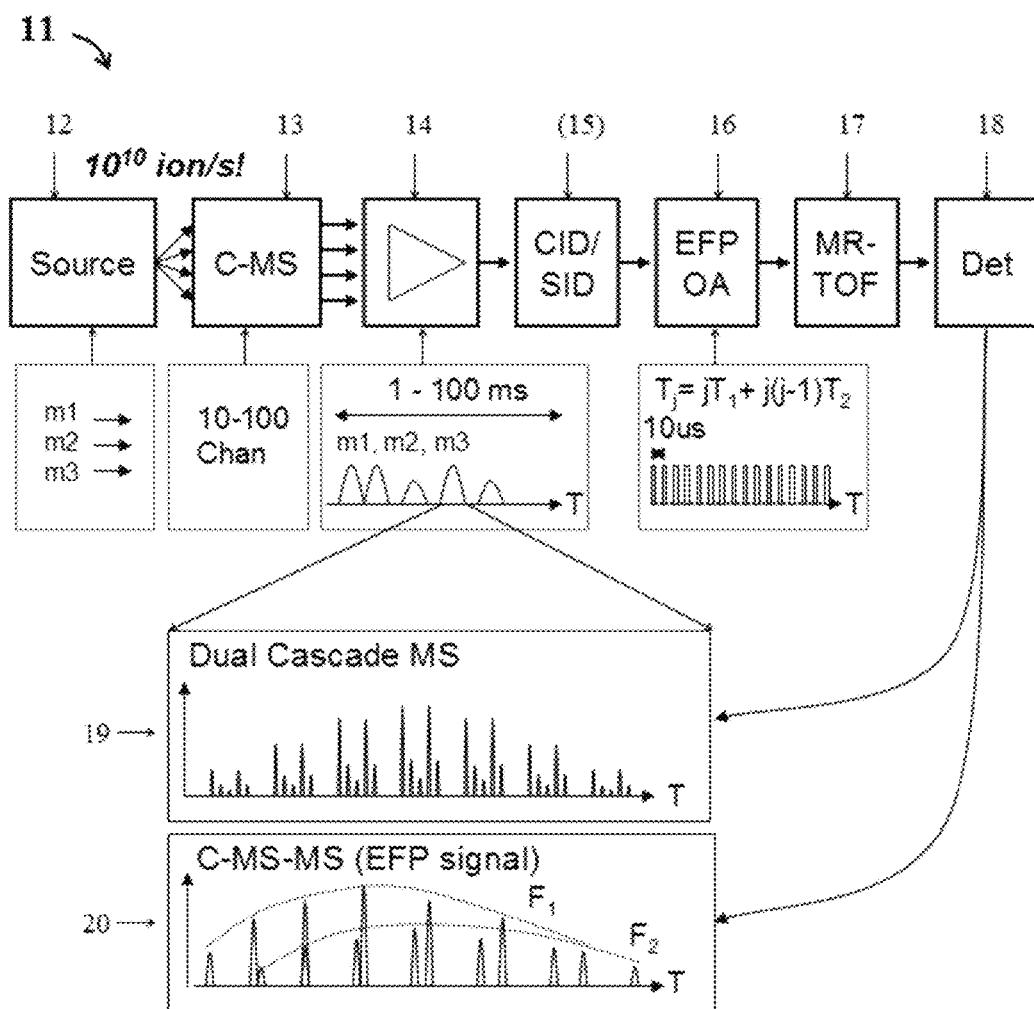 11
12 13 14 (15) 16 17 18
10¹⁰ ion/s!
Source
C-MS
CID/
SID
EFP
OA
MR-
TOF
Det
m1
m2
m3
10-100
Chan
1 - 100 ms
m1, m2, m3
T
Tj= jT1+ j(j-1)T2
10us
T
Dual Cascade MS
19
T
C-MS-MS (EFP signal)
F1
20
F2
T